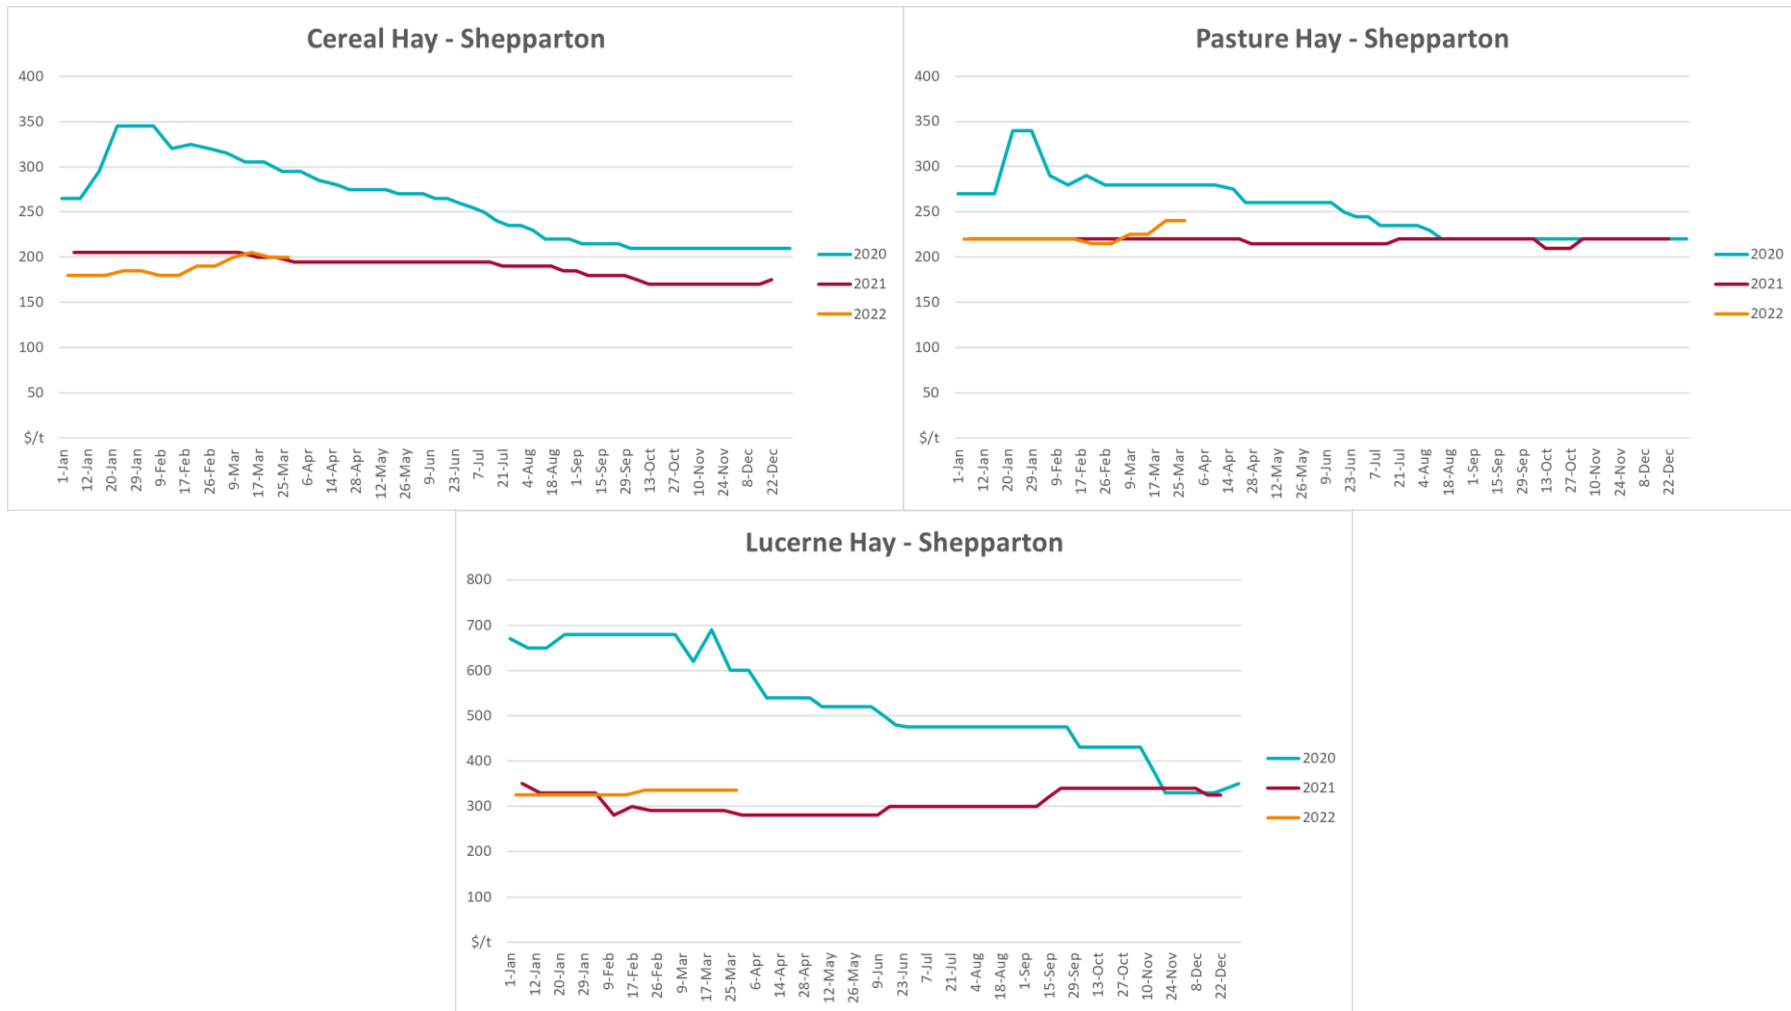 Cereal Hay - Shepparton
400
350
300
250
200
150
100
50
$/t
1-Jan
12-Jan
20-Jan
29-Jan
9-Feb
17-Feb
26-Feb
9-Mar
17-Mar
25-Mar
6-Apr
14-Apr
28-Apr
12-May
26-May
9-Jun
23-Jun
7-Jul
21-Jul
4-Aug
18-Aug
1-Sep
15-Sep
29-Sep
13-Oct
27-Oct
10-Nov
24-Nov
8-Dec
22-Dec
2020
2021
2022
Pasture Hay - Shepparton
400
350
300
250
200
150
100
50
$/t
1-Jan
12-Jan
20-Jan
29-Jan
9-Feb
17-Feb
26-Feb
9-Mar
17-Mar
25-Mar
6-Apr
14-Apr
28-Apr
12-May
26-May
9-Jun
23-Jun
7-Jul
21-Jul
4-Aug
18-Aug
1-Sep
15-Sep
29-Sep
13-Oct
27-Oct
10-Nov
24-Nov
8-Dec
22-Dec
2020
2021
2022
Lucerne Hay - Shepparton
800
700
600
500
400
300
200
100
$/t
1-Jan
12-Jan
20-Jan
29-Jan
9-Feb
17-Feb
26-Feb
9-Mar
17-Mar
25-Mar
6-Apr
14-Apr
28-Apr
12-May
26-May
9-Jun
23-Jun
7-Jul
21-Jul
4-Aug
18-Aug
1-Sep
15-Sep
29-Sep
13-Oct
27-Oct
10-Nov
24-Nov
8-Dec
22-Dec
2020
2021
2022